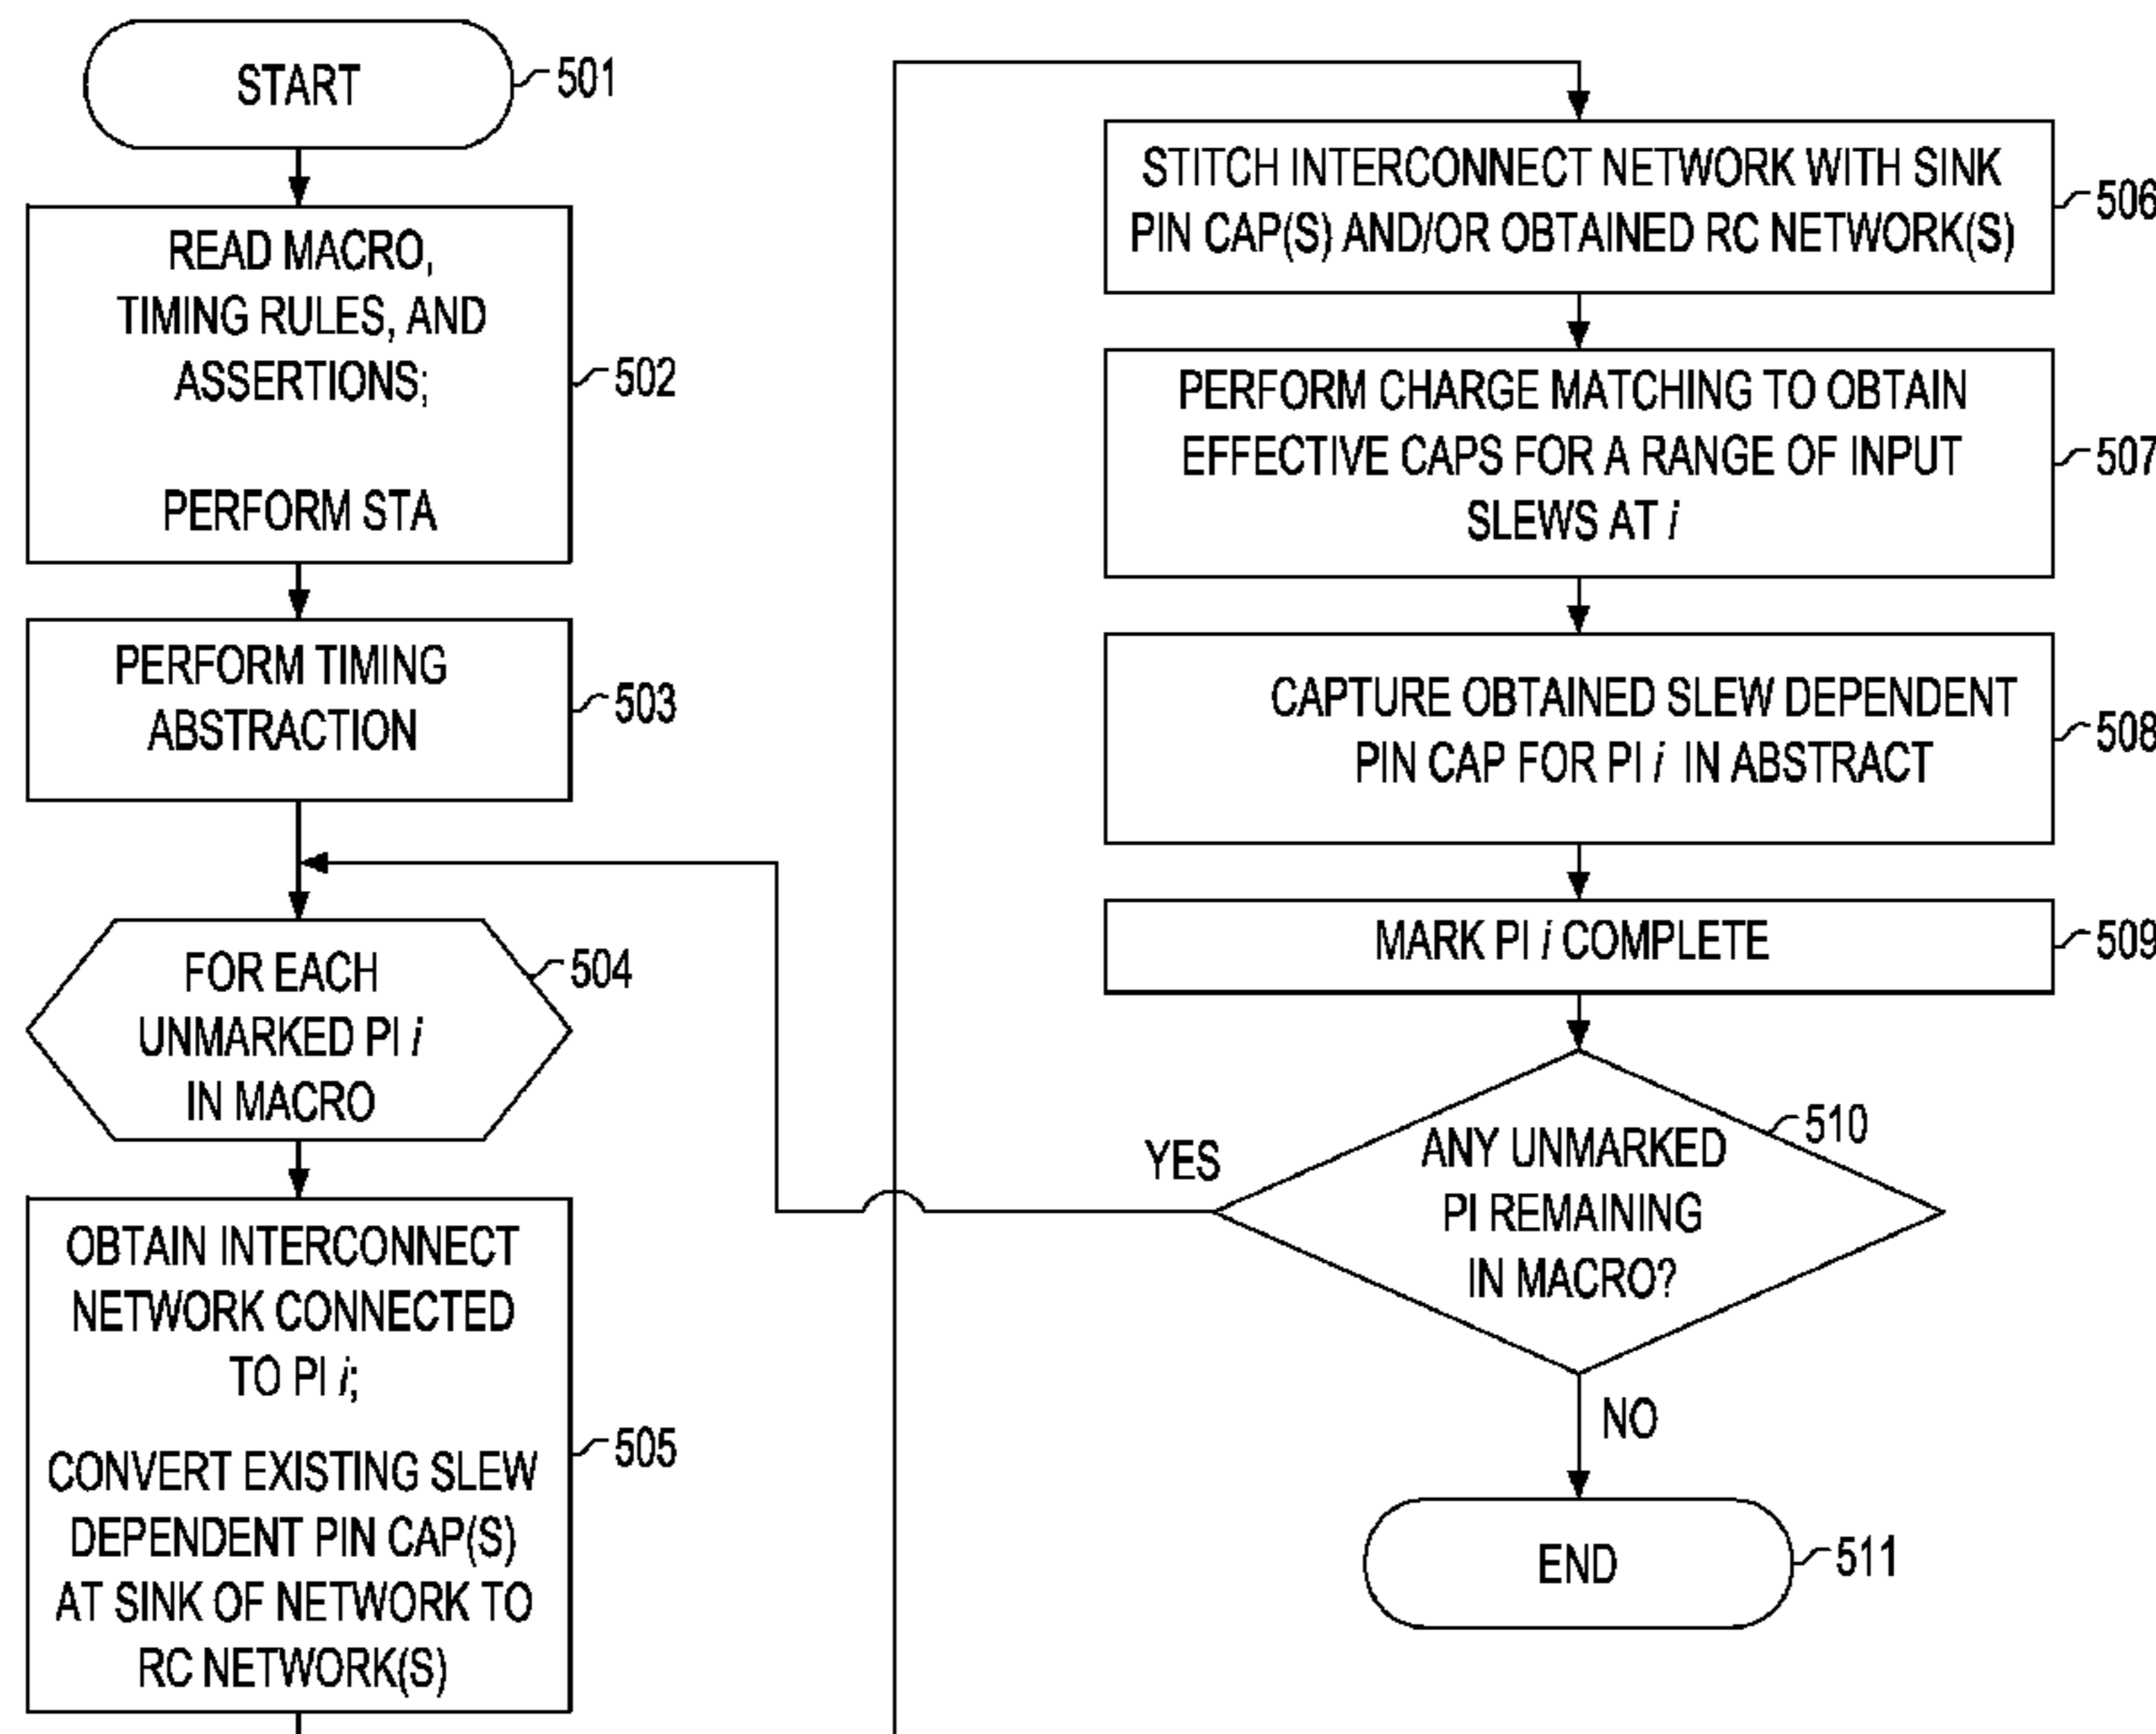 START
501
READ MACRO,
TIMING RULES, AND
ASSERTIONS;
PERFORM STA
502
PERFORM TIMING
ABSTRACTION
503
FOR EACH
UNMARKED PI i
IN MACRO
504
OBTAIN INTERCONNECT
NETWORK CONNECTED
TO PI i;
CONVERT EXISTING SLEW
DEPENDENT PIN CAP(S)
AT SINK OF NETWORK TO
RC NETWORK(S)
505
STITCH INTERCONNECT NETWORK WITH SINK
PIN CAP(S) AND/OR OBTAINED RC NETWORK(S)
506
PERFORM CHARGE MATCHING TO OBTAIN
EFFECTIVE CAPS FOR A RANGE OF INPUT
SLEWS AT i
507
CAPTURE OBTAINED SLEW DEPENDENT
PIN CAP FOR PI i IN ABSTRACT
508
MARK PI i COMPLETE
509
ANY UNMARKED
PI REMAINING
IN MACRO?
510
YES
NO
END
511